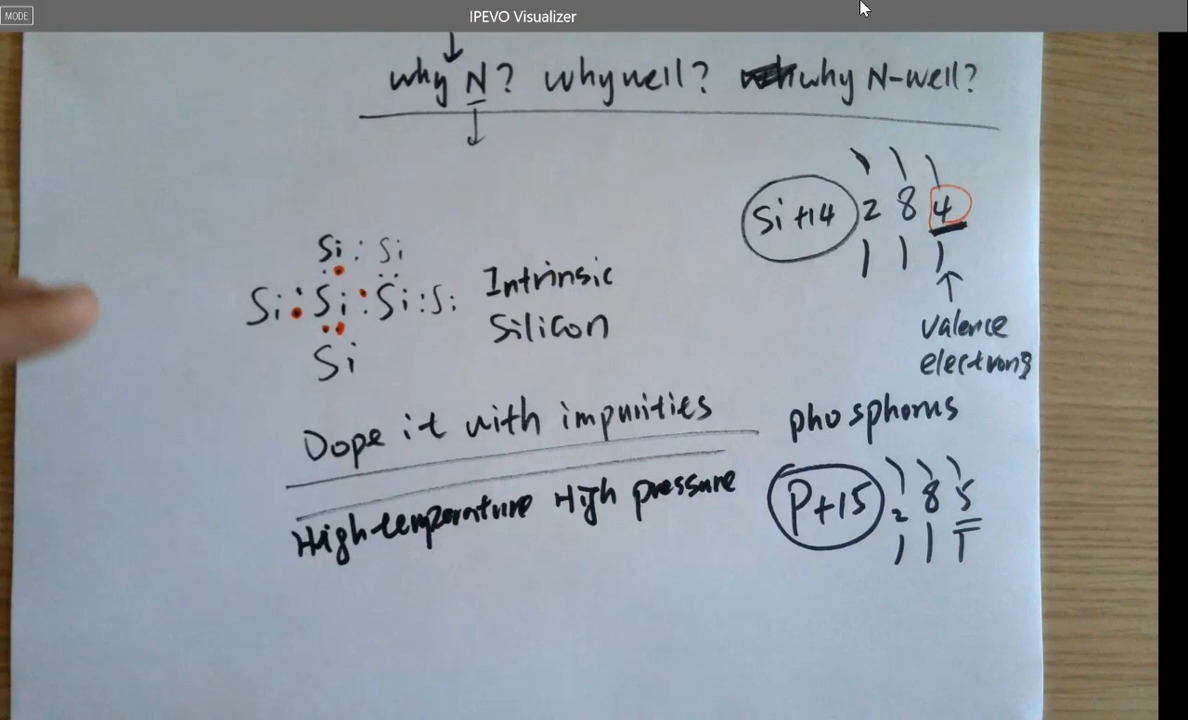 MODE
IPEVO Visualizer
why N? why well? why N-well?
Si +14 2 8 4
Si : Si
Si : Si : Si : Si
Si
Intrinsic
Silicon
valence
electrons
Dope it with impurities
High-temperature High pressure
phosphorus
P+15 2 8 5